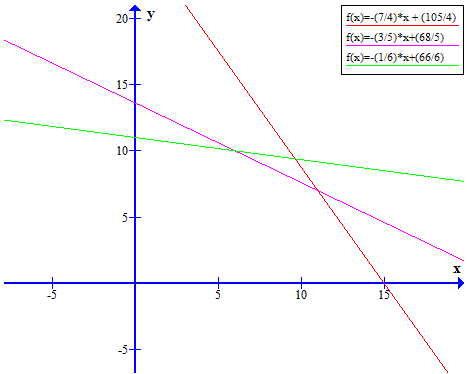 20
y
f(x)=-(7/4)*x + (105/4)
f(x)=-(3/5)*x+(68/5)
f(x)=-(1/6)*x+(66/6)
15
10
5
x
-5
5
10
15
-5